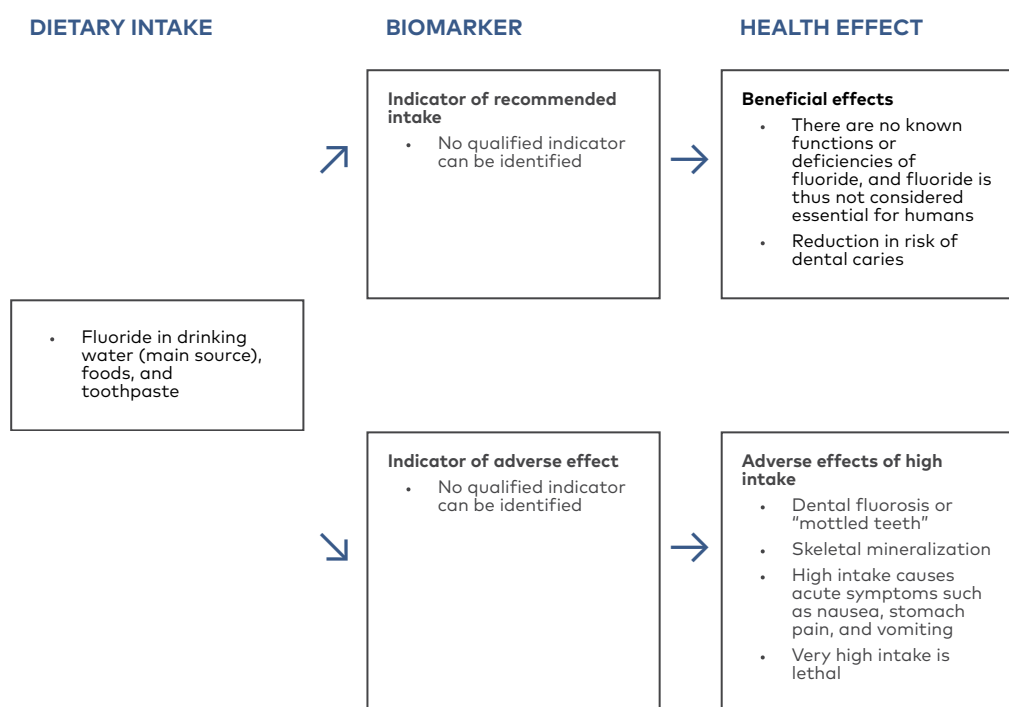 DIETARY INTAKE
BIOMARKER
HEALTH EFFECT
Indicator of recommended
intake
• No qualified indicator
can be identified
Beneficial effects
• There are no known
functions or
deficiencies of
fluoride, and fluoride is
thus not considered
essential for humans
• Reduction in risk of
dental caries
• Fluoride in drinking
water (main source),
foods, and
toothpaste
Indicator of adverse effect
• No qualified indicator
can be identified
Adverse effects of high
intake
• Dental fluorosis or
“mottled teeth”
• Skeletal mineralization
• High intake causes
acute symptoms such
as nausea, stomach
pain, and vomiting
• Very high intake is
lethal